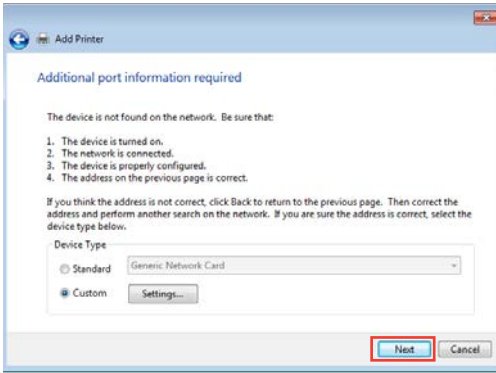 Add Printer
Additional port information required
The device is not found on the network. Be sure that:
1. The device is turned on.
2. The network is connected.
3. The device is properly configured.
4. The address on the previous page is correct.
If you think the address is not correct, click Back to return to the previous page. Then correct the
address and perform another search on the network. If you are sure the address is correct, select the
device type below.
Device Type
Standard
Generic Network Card
Custom
Settings...
Next
Cancel